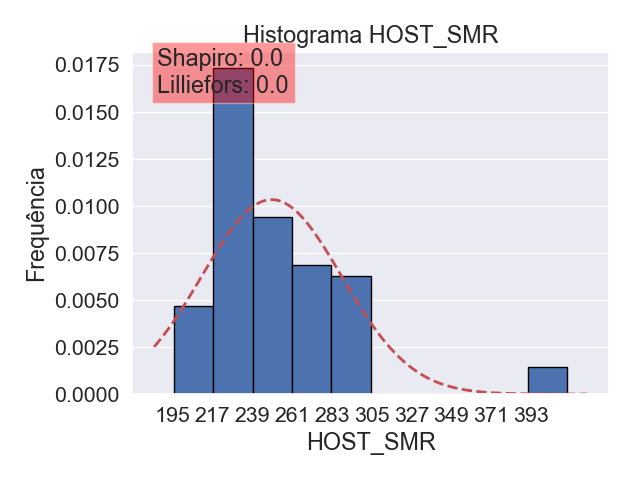 Histograma HOST_SMR
Shapiro: 0.0
Lilliefors: 0.0
0.0175
0.0150
0.0125
0.0100
0.0075
0.0050
0.0025
0.0000
Frequência
195 217 239 261 283 305 327 349 371 393
HOST_SMR